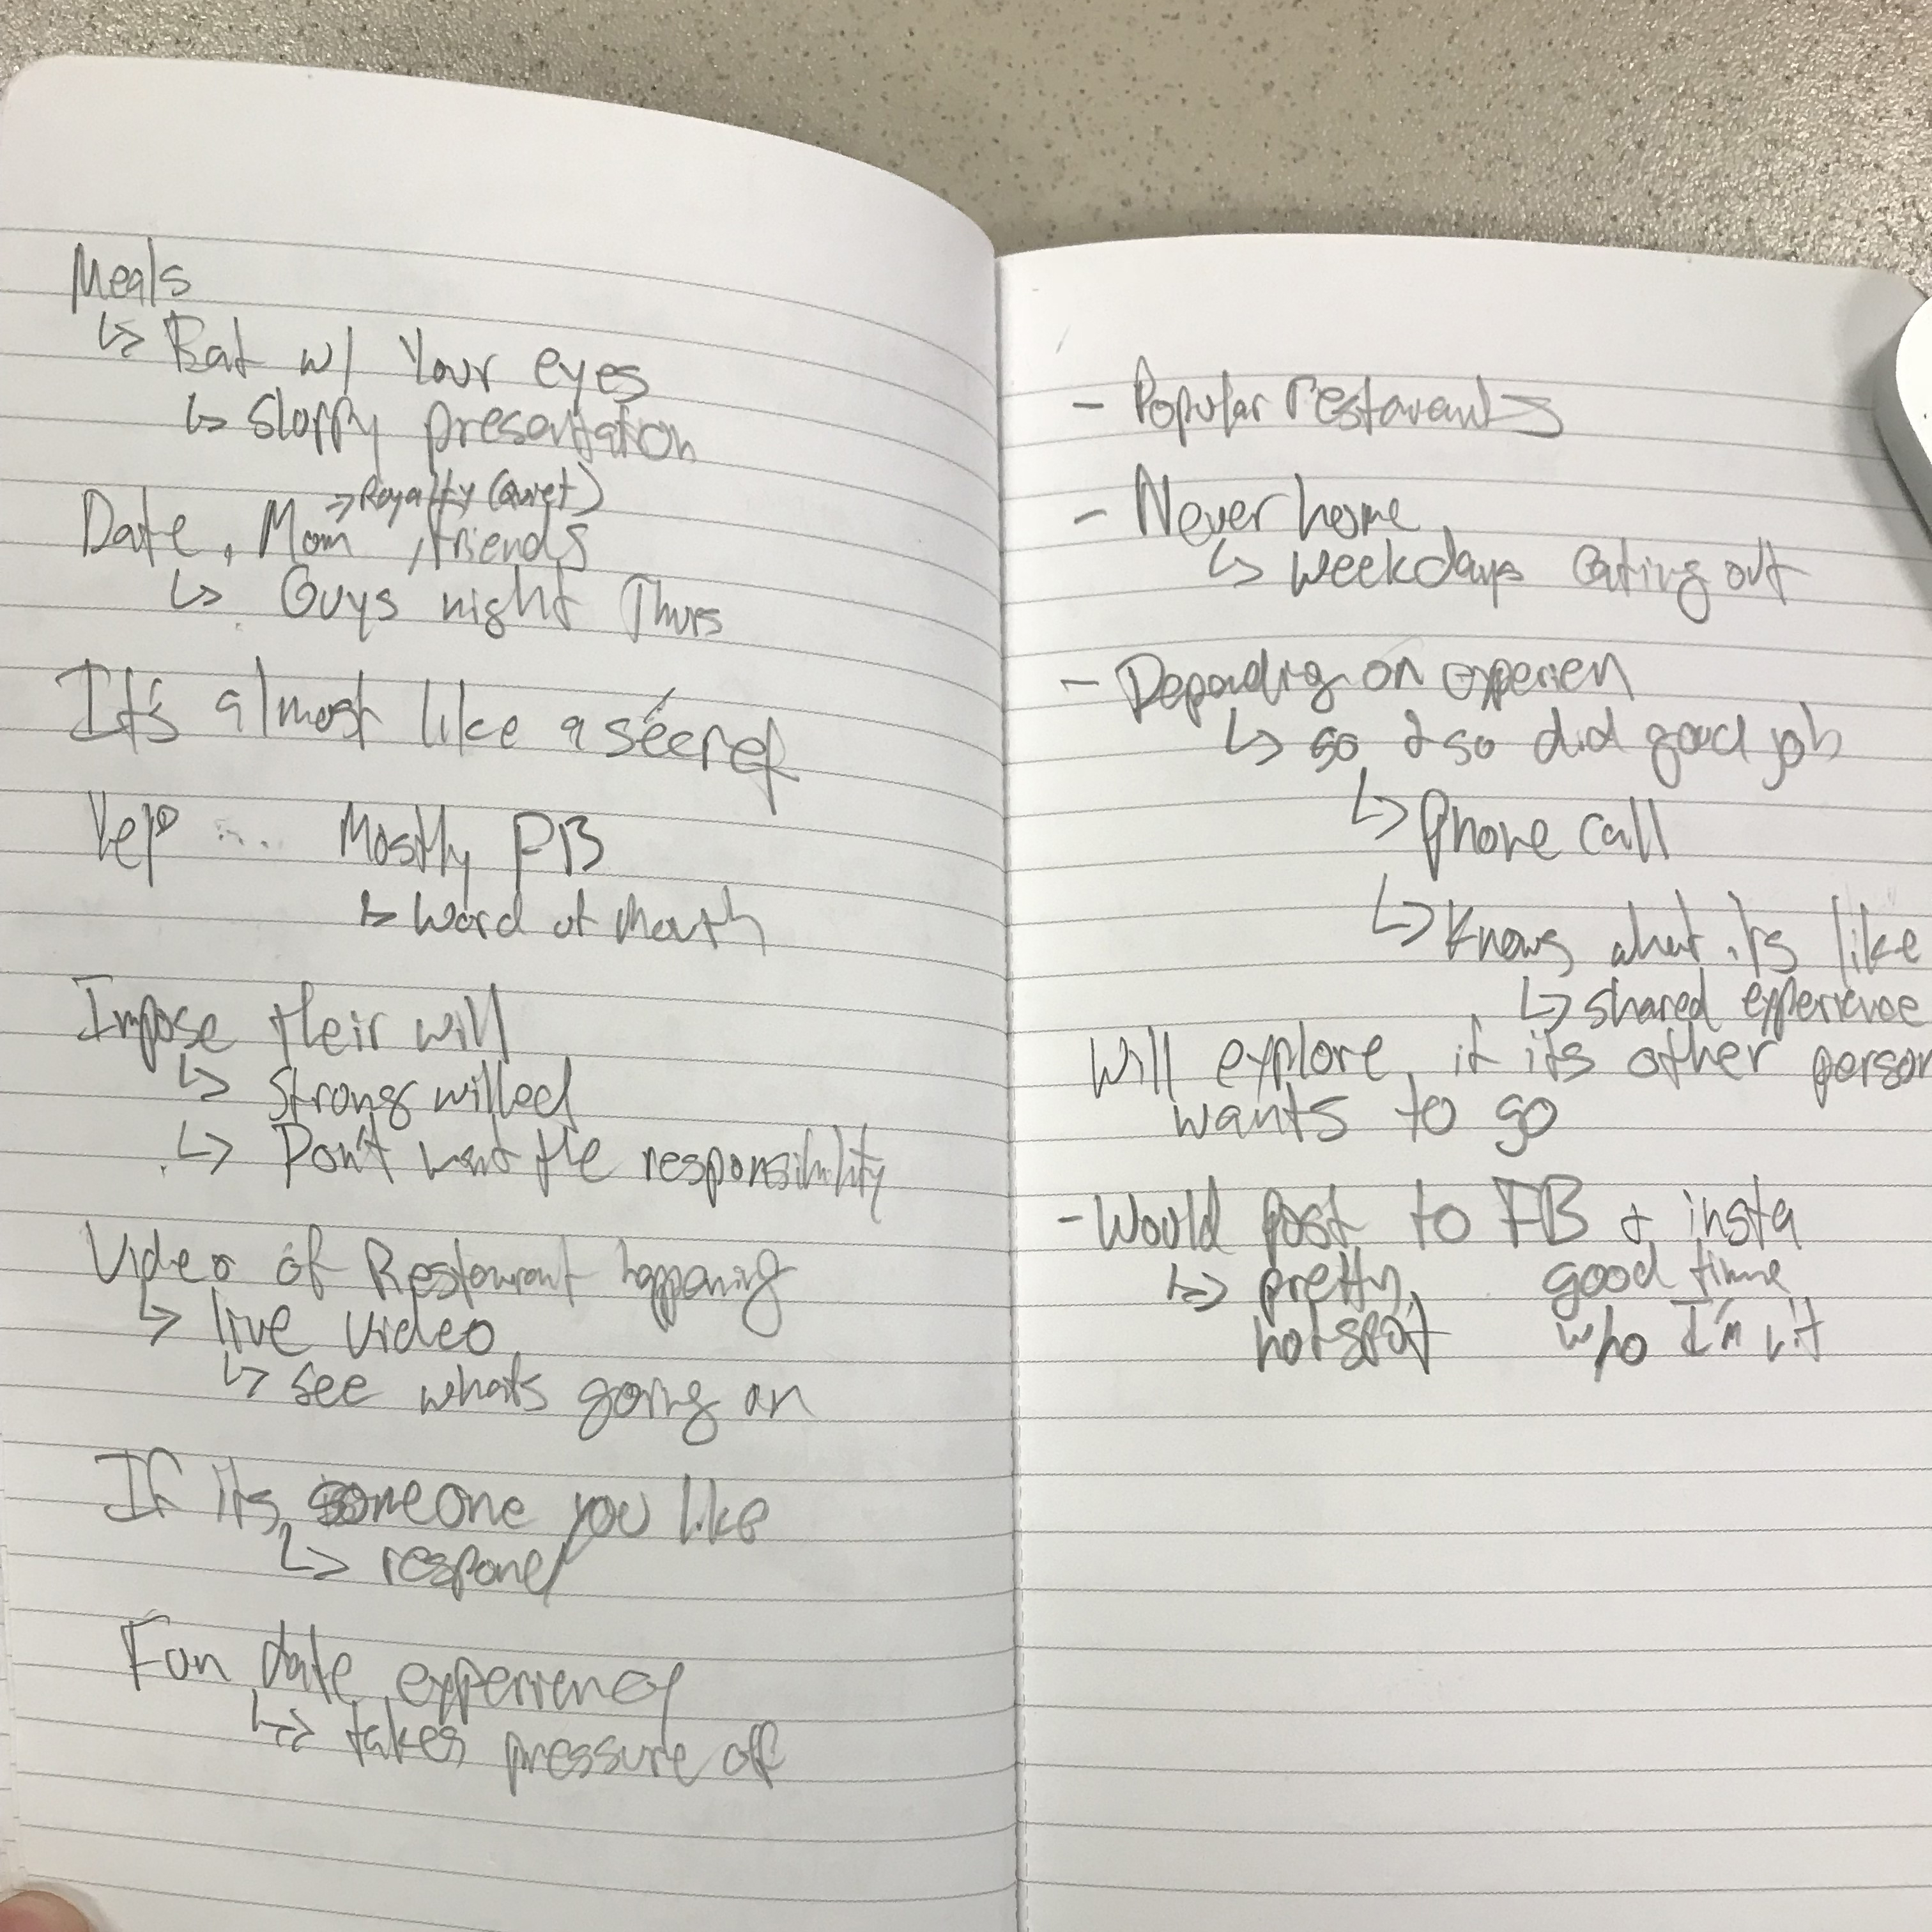 Meals
↳ Eat w/ Your eyes
↳ Sloppy presentation
→ Royalty (Quiet)
Date, Mom, friends
↳ Guys night Thurs
It's almost like a secret
Yelp .... Mostly FB
↳ Word of Mouth
Impose their will
↳ Strong willed
↳ Don't want the responsibility
Video of Restaurant happening
↳ live video
↳ see whats going on
If its someone you like
↳ respond
Fun date experience
↳ takes pressure off
- Popular restaurants
- Never home
↳ weekdays eating out
- Depending on experien
↳ so & so did good job
↳ Phone call
↳ Knows what its like
↳ shared experience
Will explore if its other person
wants to go
- Would post to FB & insta
↳ pretty, good time
hotspot who I'm